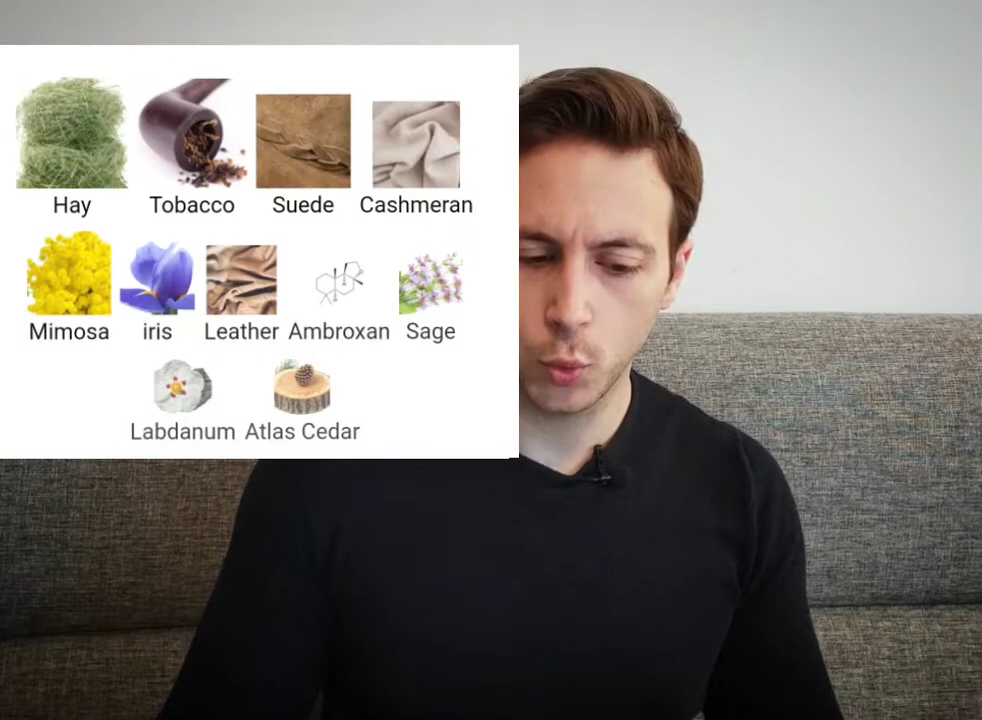 Hay Tobacco Suede Cashmeran
Mimosa iris Leather Ambroxan Sage
Labdanum Atlas Cedar